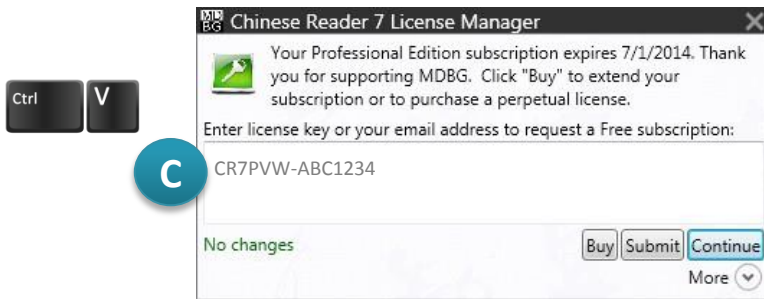 MDBG Chinese Reader 7 License Manager
Your Professional Edition subscription expires 7/1/2014. Thank
you for supporting MDBG. Click "Buy" to extend your
subscription or to purchase a perpetual license.
Ctrl V
Enter license key or your email address to request a Free subscription:
C CR7PVW-ABC1234
No changes Buy Submit Continue
More